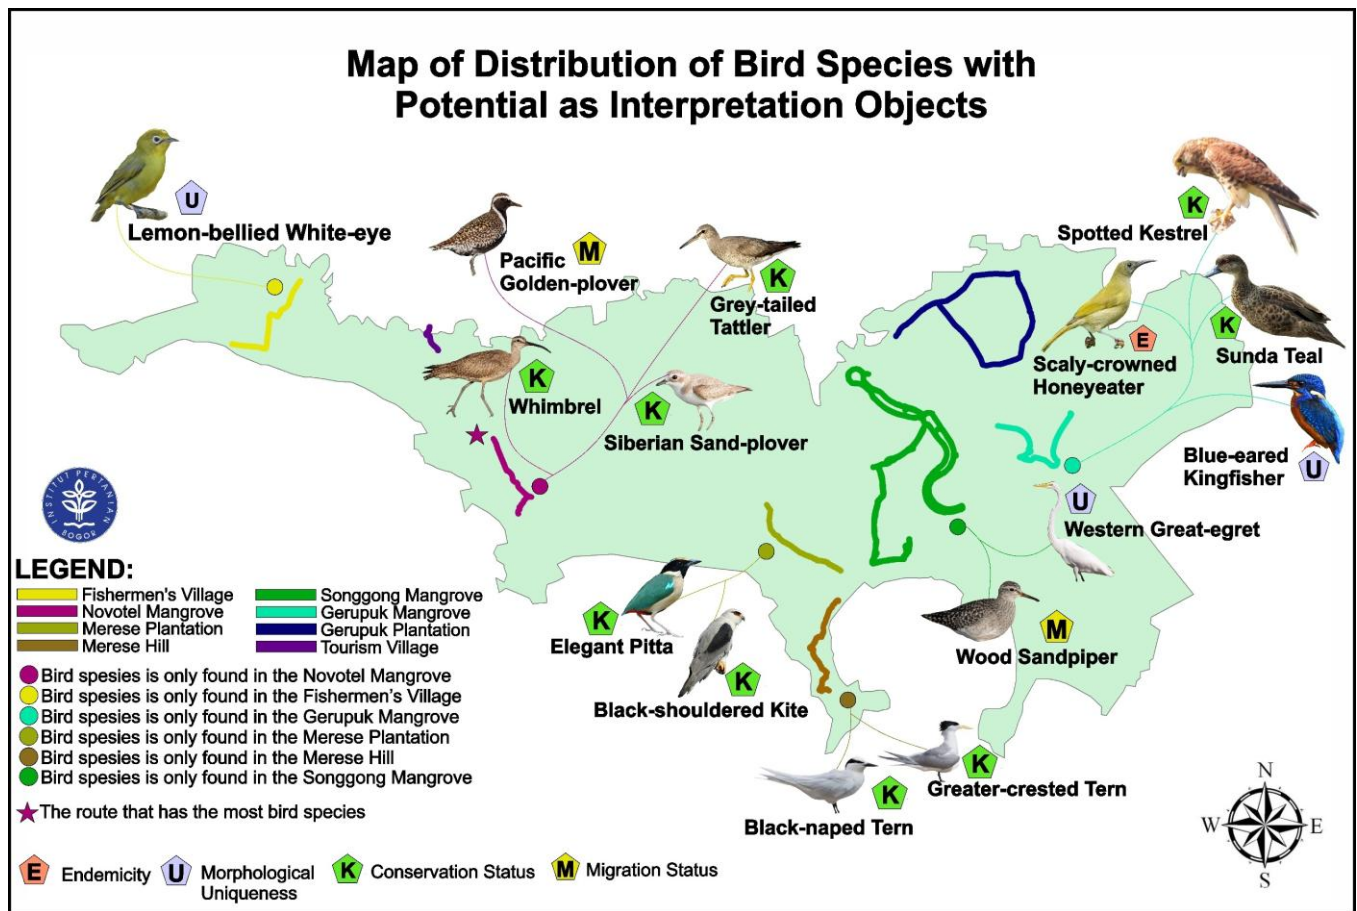 Map of Distribution of Bird Species with
Potential as Interpretation Objects
U
Lemon-bellied White-eye
Pacific
Golden-plover
M
K
Grey-tailed
Tattler
K
Spotted Kestrel
K
Sunda Teal
E
Scaly-crowned
Honeyeater
K
Whimbrel
K
Siberian Sand-plover
Blue-eared
Kingfisher
U
U
Western Great-egret
INSTITUT PERTANIAN
BOGOR
K
Elegant Pitta
K
Black-shouldered Kite
M
Wood Sandpiper
K
Greater-crested Tern
K
Black-naped Tern
LEGEND:
Fishermen's Village
Novotel Mangrove
Merese Plantation
Merese Hill
Songgong Mangrove
Gerupuk Mangrove
Gerupuk Plantation
Tourism Village
Bird spesies is only found in the Novotel Mangrove
Bird spesies is only found in the Fishermen's Village
Bird spesies is only found in the Gerupuk Mangrove
Bird spesies is only found in the Merese Plantation
Bird spesies is only found in the Merese Hill
Bird spesies is only found in the Songgong Mangrove
The route that has the most bird species
E Endemicity
U Morphological
Uniqueness
K Conservation Status
M Migration Status
N
W E
S